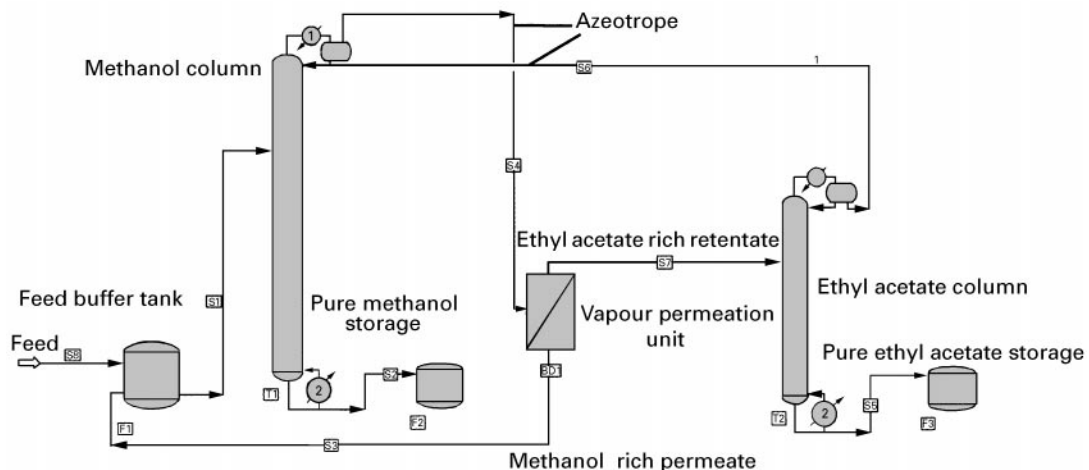 Azeotrope
1
Methanol column
S6
1
S4
Ethyl acetate rich retentate
S7
Feed buffer tank
S1
Pure methanol
storage
Vapour permeation
unit
Ethyl acetate column
Feed
S8
Pure ethyl acetate storage
BD1
S2
T1
2
F2
S5
T2
2
F3
F1
S3
Methanol rich permeate